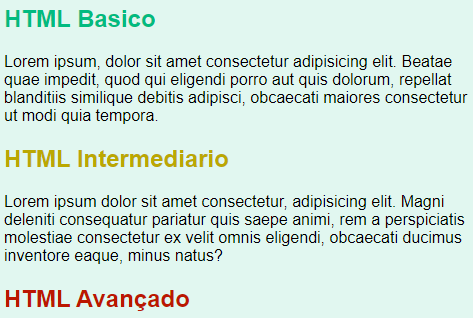 HTML Basico
Lorem ipsum, dolor sit amet consectetur adipisicing elit. Beatae
quae impedit, quod qui eligendi porro aut quis dolorum, repellat
blanditiis similique debitis adipisci, obcaecati maiores consectetur
ut modi quia tempora.
HTML Intermediario
Lorem ipsum dolor sit amet consectetur, adipisicing elit. Magni
deleniti consequatur pariatur quis saepe animi, rem a perspiciatis
molestiae consectetur ex velit omnis eligendi, obcaecati ducimus
inventore eaque, minus natus?
HTML Avançado